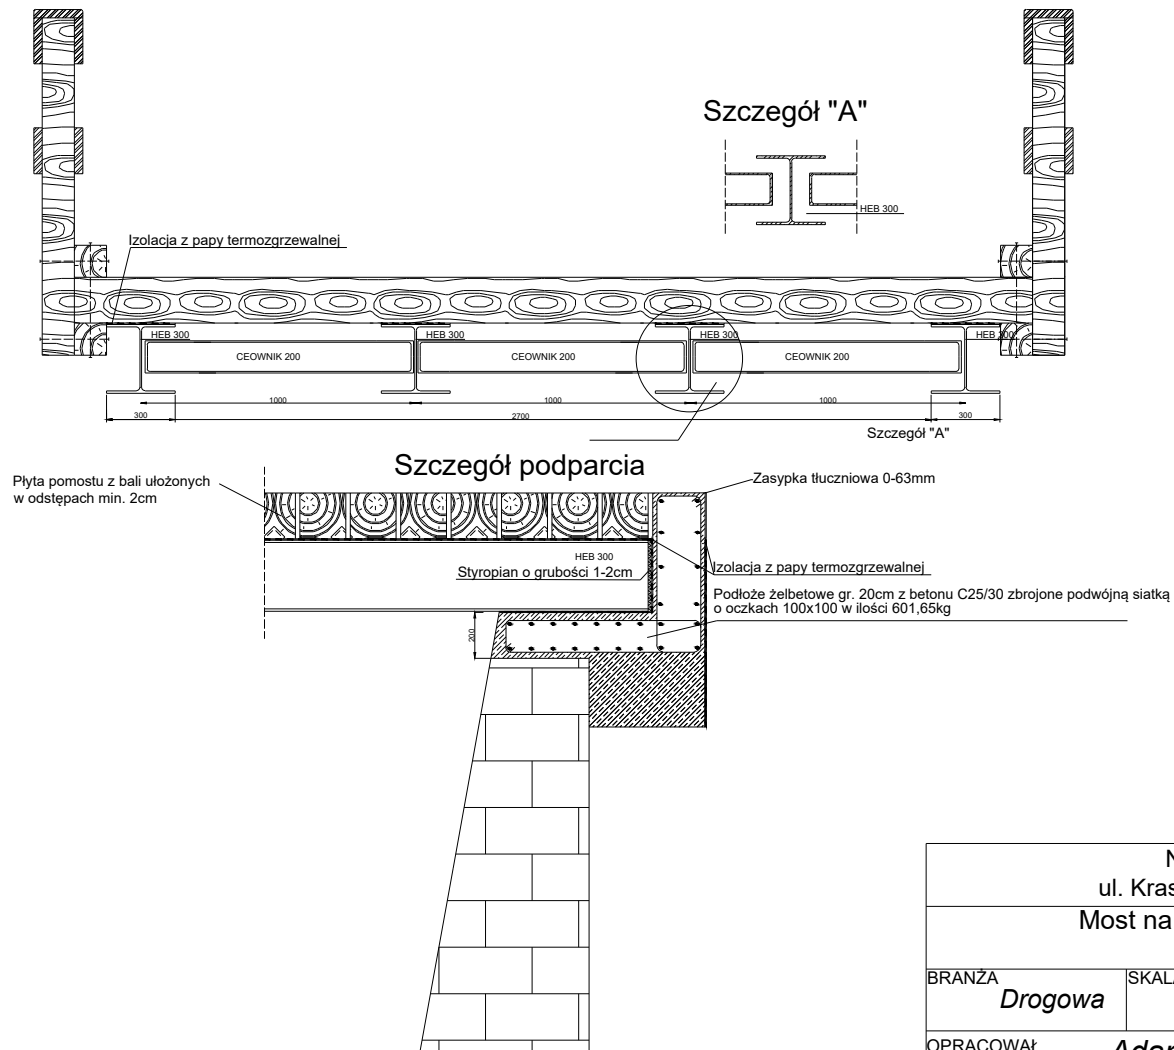 Szczegół "A"
HEB 300
Izolacja z papy termozgrzewalnej
HEB 300
HEB 300
HEB 300
HEB 300
CEOWNIK 200
CEOWNIK 200
CEOWNIK 200
1000
1000
1000
300
2700
300
Szczegół "A"
Szczegół podparcia
Płyta pomostu z bali ułożonych
w odstępach min. 2cm
Zasypka tłuczniowa 0-63mm
HEB 300
Styropian o grubości 1-2cm
Izolacja z papy termozgrzewalnej
Podłoże żelbetowe gr. 20cm z betonu C25/30 zbrojone podwójną siatką
o oczkach 100x100 w ilości 601,65kg
200
N
ul. Kras
Most na
BRANŻA
SKALA
Drogowa
OPRACOWAŁ
Adam